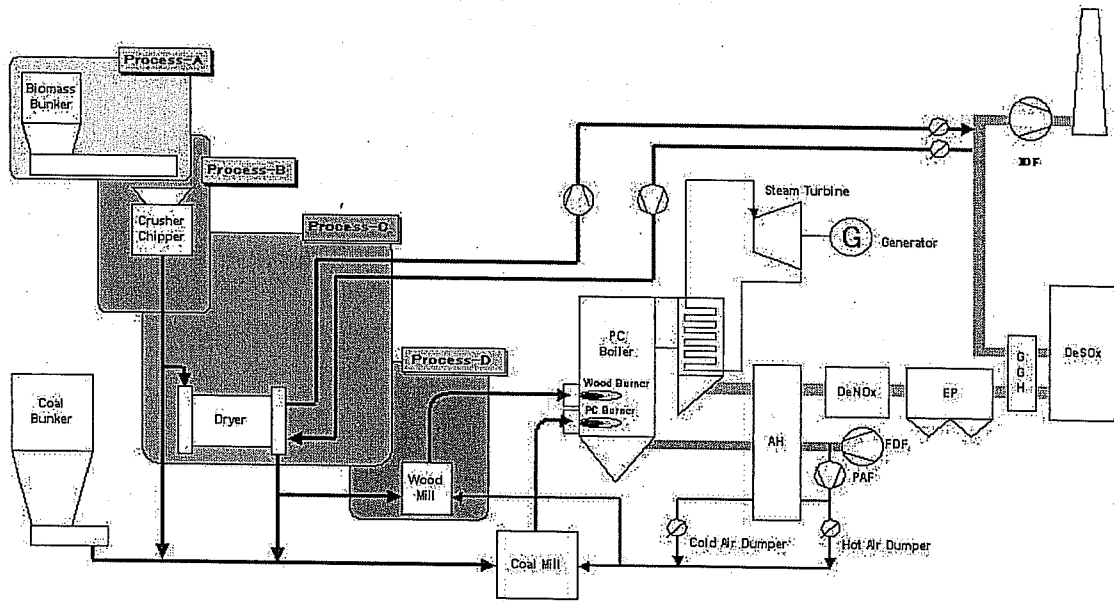 Process-A
Biomass
Bunker
Process-B
Crusher
Chipper
Process-C
Steam Turbine
G
Generator
IDF
PC
Boiler
Process-D
Wood Burner
PC Burner
Coal
Bunker
Dryer
Wood
Mill
AH
DeNOx
EP
GGH
DeSOx
FDF
PAF
Cold Air Dumper
Hot Air Dumper
Coal Mill